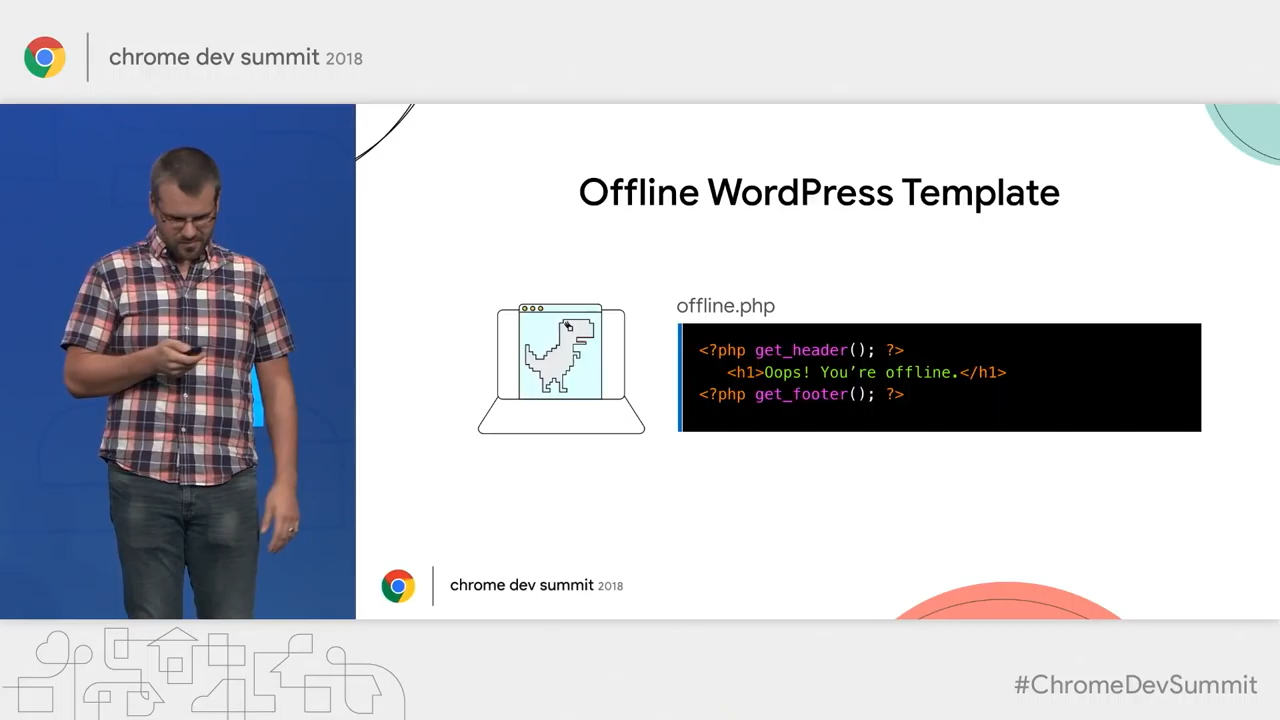 chrome dev summit 2018
Offline WordPress Template
offline.php
<?php get_header(); ?>
<h1>Oops! You’re offline.</h1>
<?php get_footer(); ?>
chrome dev summit 2018
#ChromeDevSummit